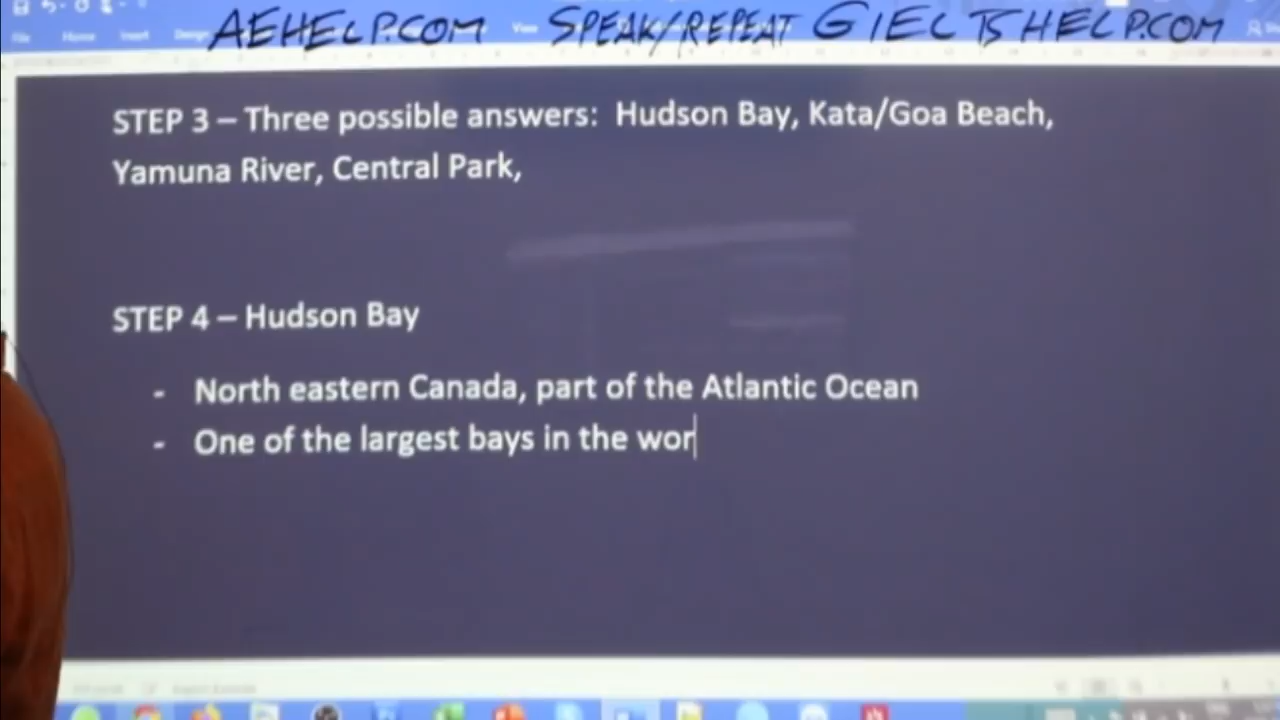 AEHELP.COM SPEAK/REPEAT GIELTSHELP.COM
STEP 3 – Three possible answers: Hudson Bay, Kata/Goa Beach,
Yamuna River, Central Park,
STEP 4 – Hudson Bay
- North eastern Canada, part of the Atlantic Ocean
- One of the largest bays in the wor